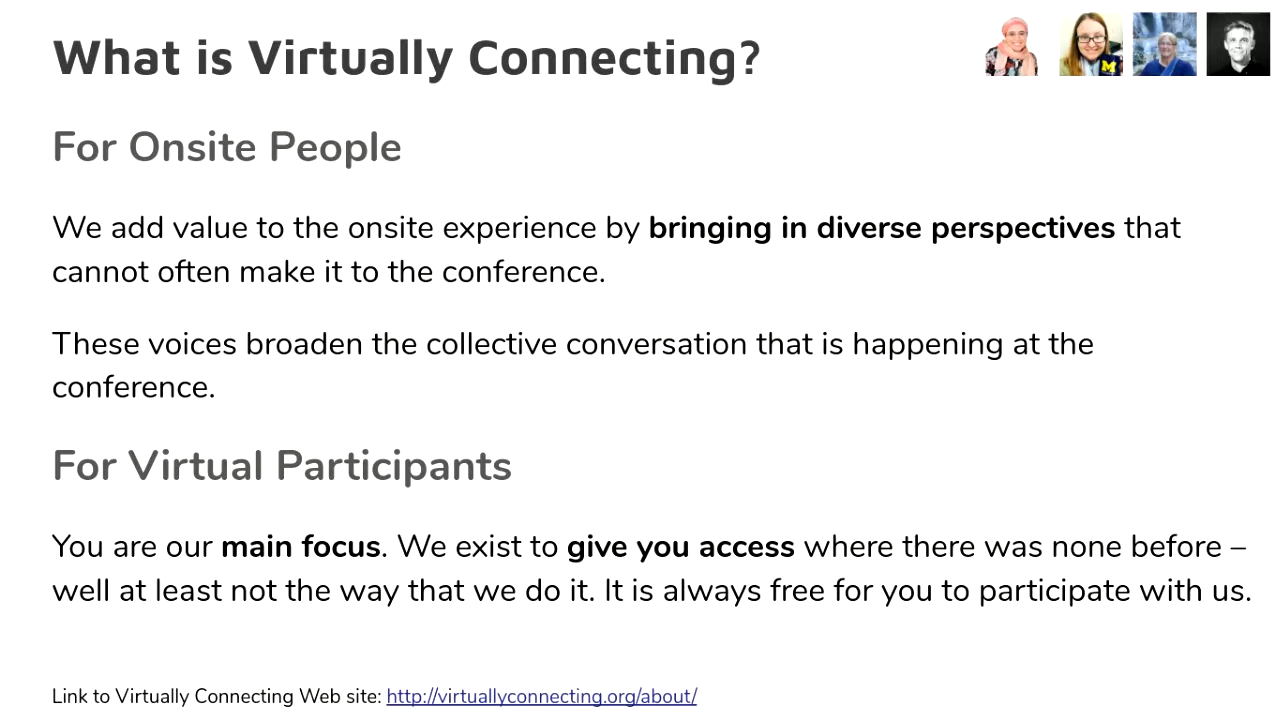 What is Virtually Connecting?
For Onsite People
We add value to the onsite experience by bringing in diverse perspectives that
cannot often make it to the conference.
These voices broaden the collective conversation that is happening at the
conference.
For Virtual Participants
You are our main focus. We exist to give you access where there was none before –
well at least not the way that we do it. It is always free for you to participate with us.
Link to Virtually Connecting Web site: http://virtuallyconnecting.org/about/
M